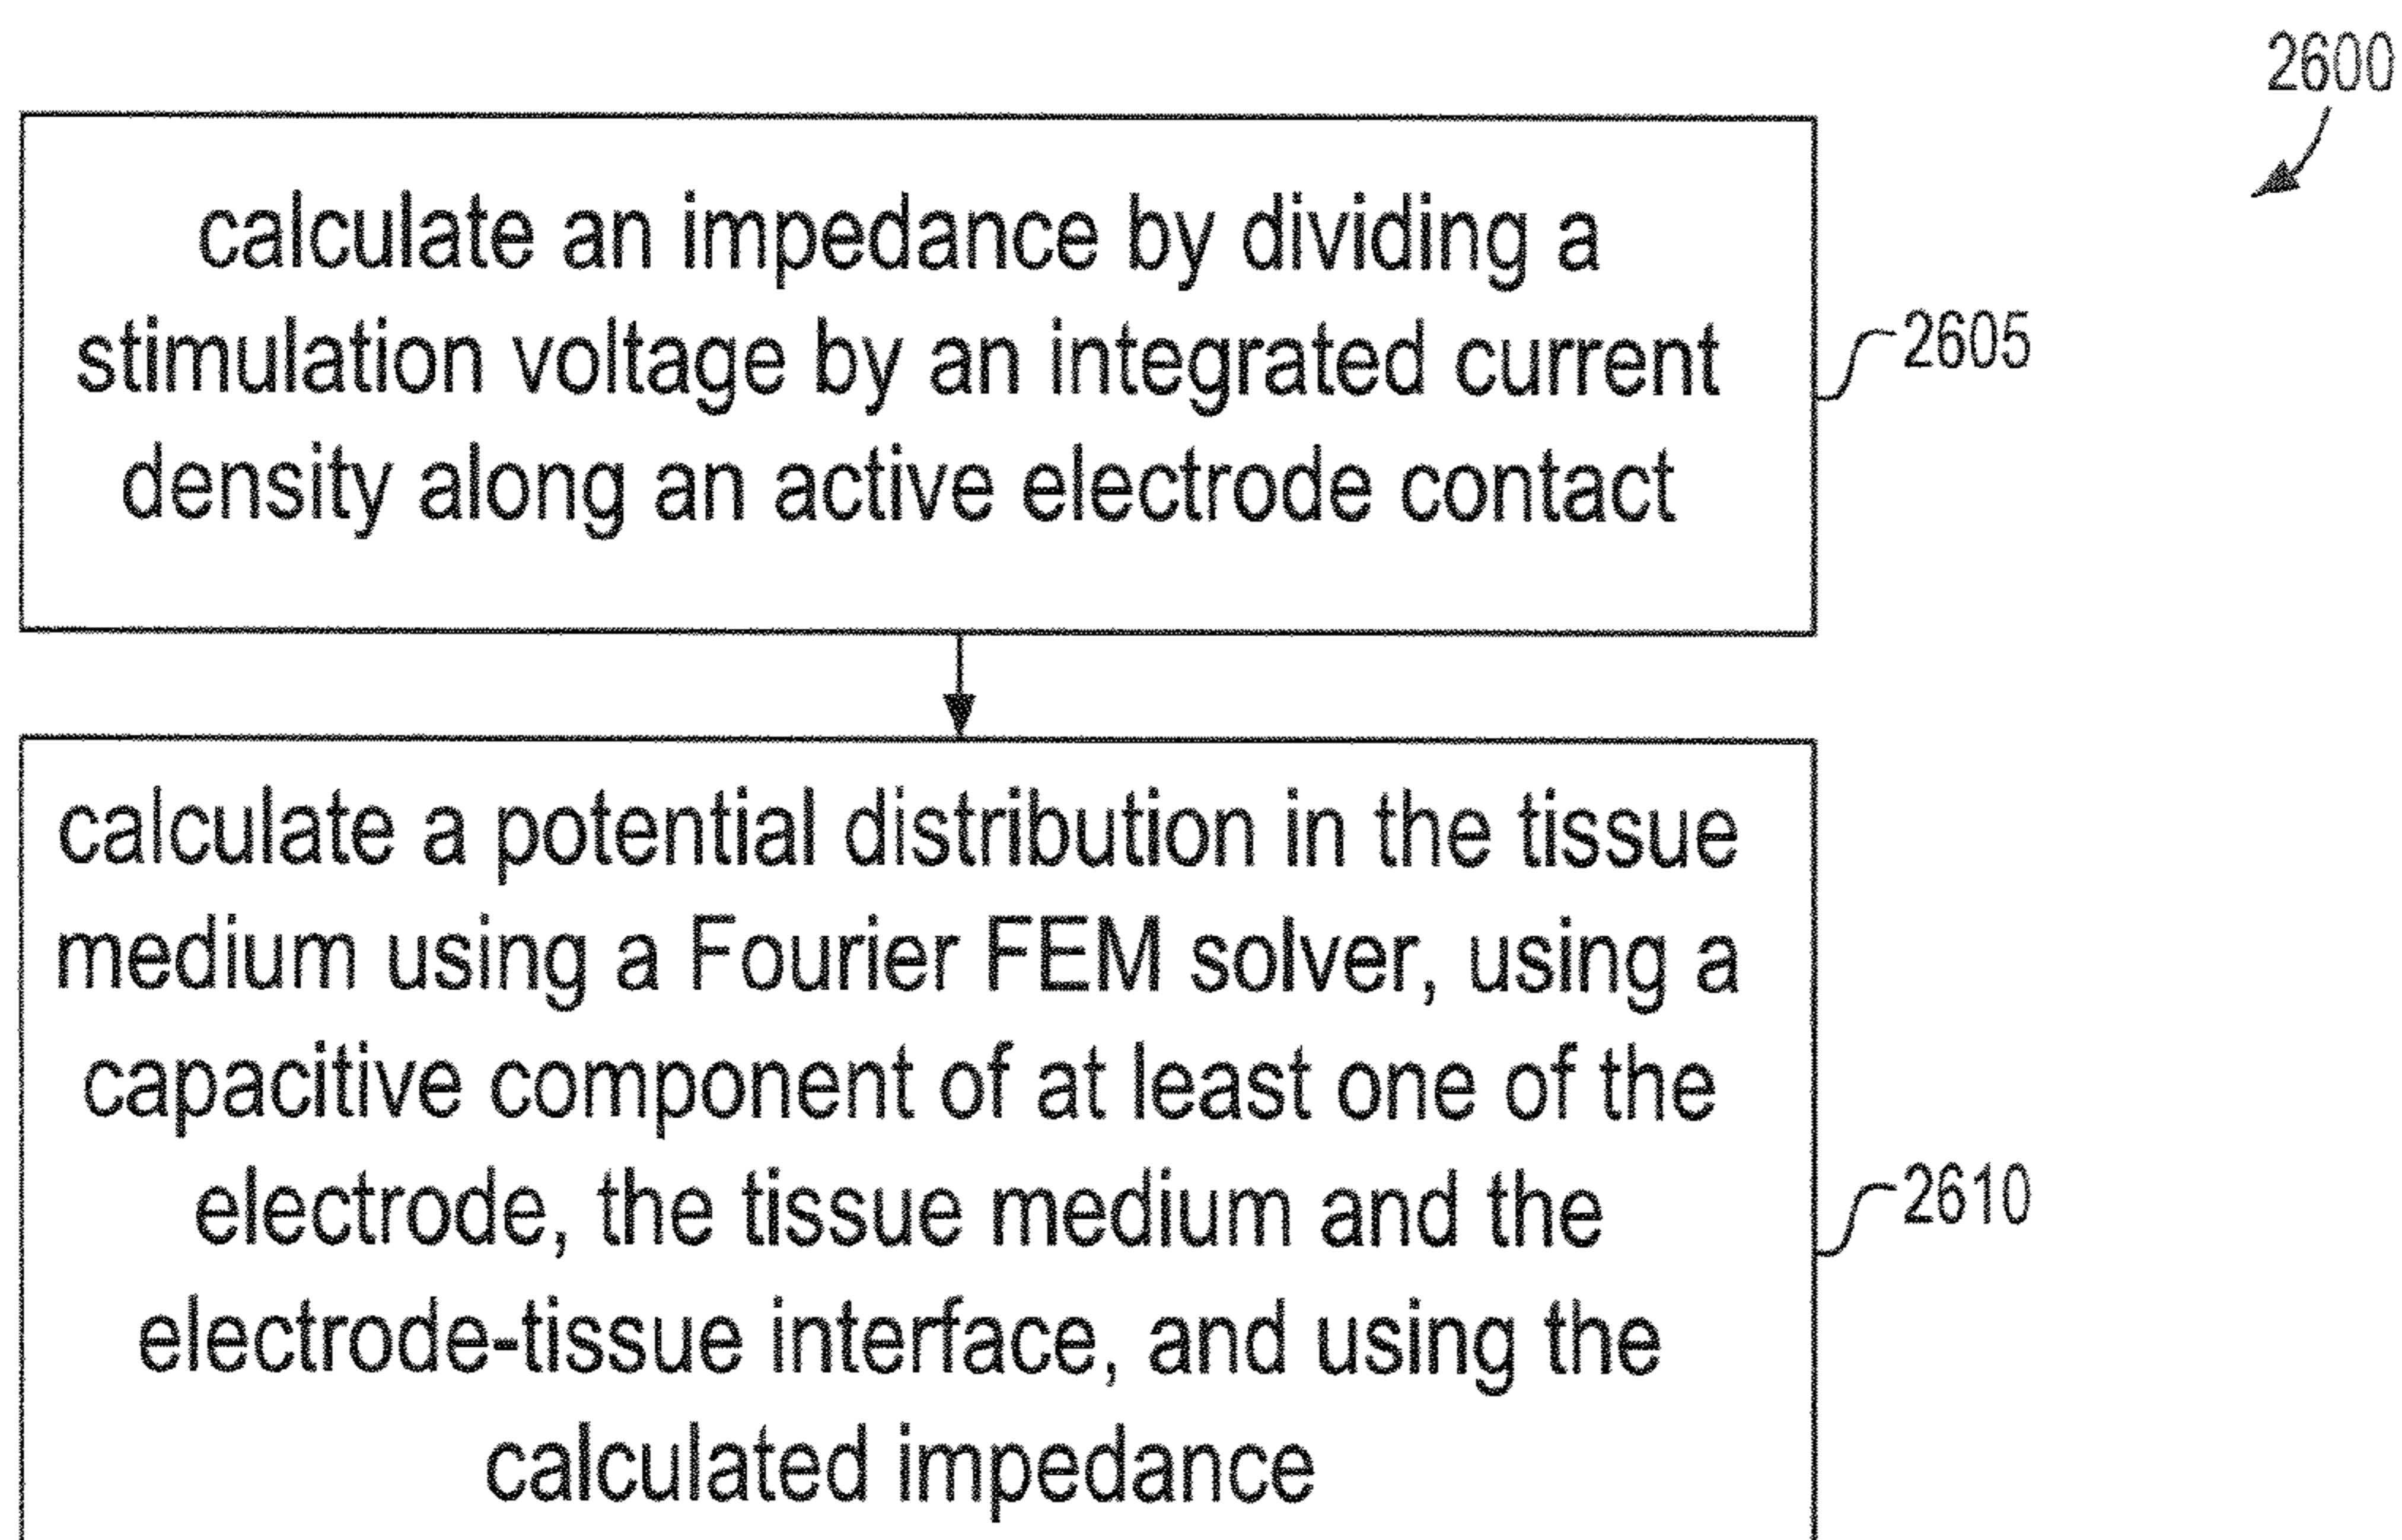 2600
calculate an impedance by dividing a
stimulation voltage by an integrated current
density along an active electrode contact
2605
calculate a potential distribution in the tissue
medium using a Fourier FEM solver, using a
capacitive component of at least one of the
electrode, the tissue medium and the
electrode-tissue interface, and using the
calculated impedance
2610